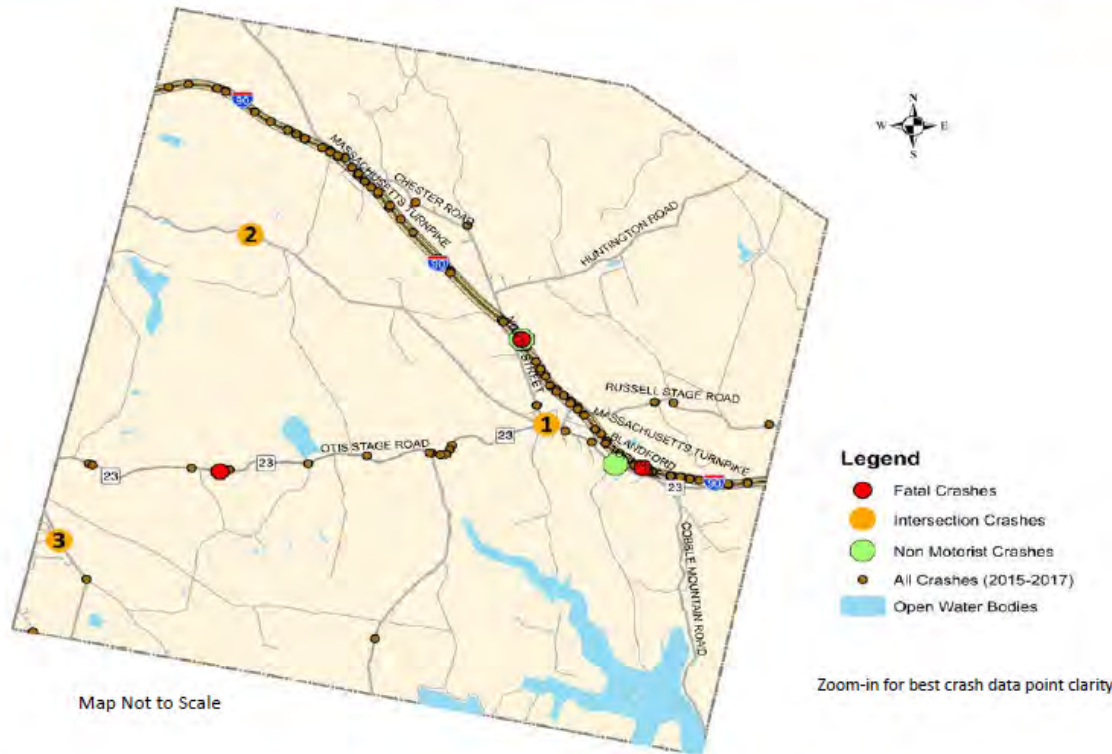 N
W E
S
90
MASSACHUSETTS TURNPIKE
CHESTER ROAD
HUNTINGTON ROAD
2
90
STREET
RUSSELL STAGE ROAD
MASSACHUSETTS TURNPIKE
1
BLANDFORD
OTIS STAGE ROAD
23
23
23
23
90
3
COBBLE MOUNTAIN ROAD
Legend
Fatal Crashes
Intersection Crashes
Non Motorist Crashes
All Crashes (2015-2017)
Open Water Bodies
Map Not to Scale
Zoom-in for best crash data point clarity